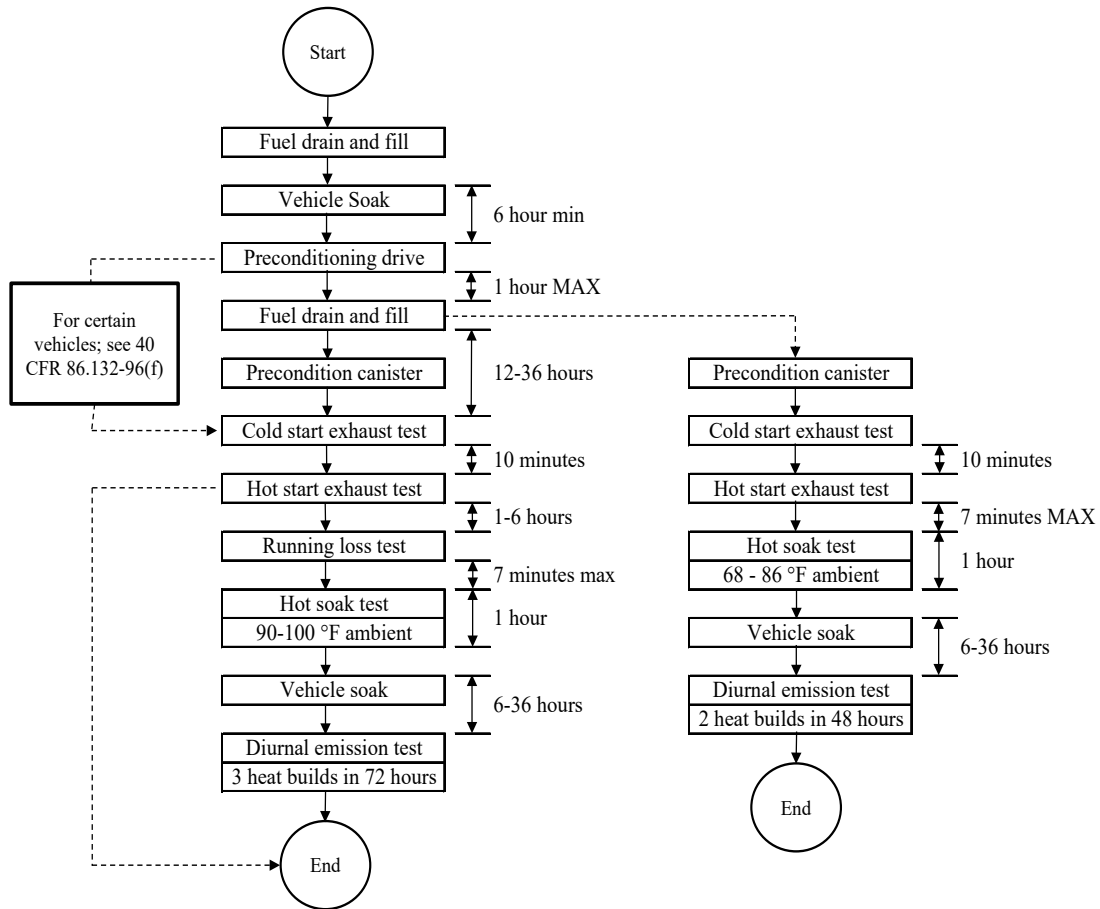 Start
Fuel drain and fill
Vehicle Soak
6 hour min
Preconditioning drive
1 hour MAX
For certain
vehicles; see 40
CFR 86.132-96(f)
Fuel drain and fill
12-36 hours
Precondition canister
Cold start exhaust test
10 minutes
Hot start exhaust test
1-6 hours
Running loss test
7 minutes max
Hot soak test
90-100 °F ambient
1 hour
Vehicle soak
6-36 hours
Diurnal emission test
3 heat builds in 72 hours
End
Precondition canister
Cold start exhaust test
10 minutes
Hot start exhaust test
7 minutes MAX
Hot soak test
68 - 86 °F ambient
1 hour
Vehicle soak
6-36 hours
Diurnal emission test
2 heat builds in 48 hours
End